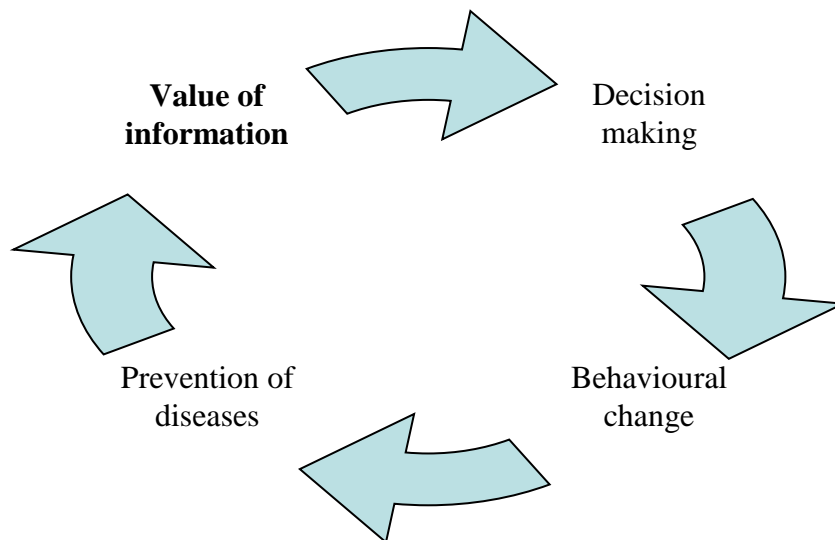 Value of
information
Decision
making
Behavioural
change
Prevention of
diseases